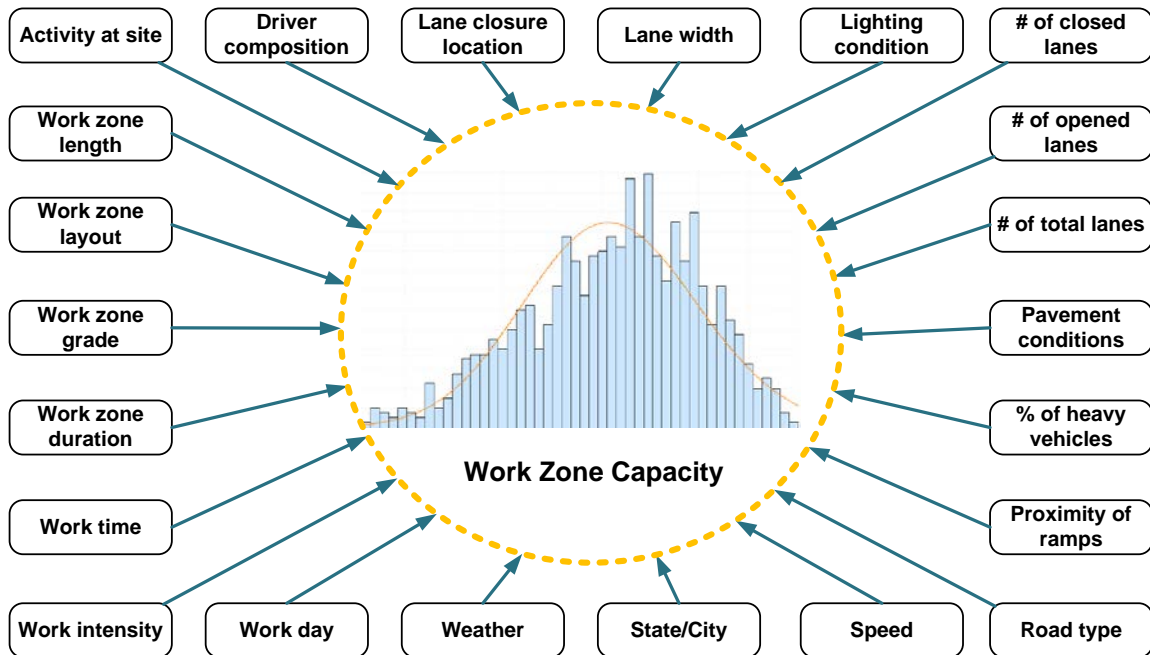 Activity at site
Driver
composition
Lane closure
location
Lane width
Lighting
condition
# of closed
lanes
Work zone
length
# of opened
lanes
Work zone
layout
# of total lanes
Work zone
grade
Pavement
conditions
Work zone
duration
% of heavy
vehicles
Work Zone Capacity
Work time
Proximity of
ramps
Work intensity
Work day
Weather
State/City
Speed
Road type